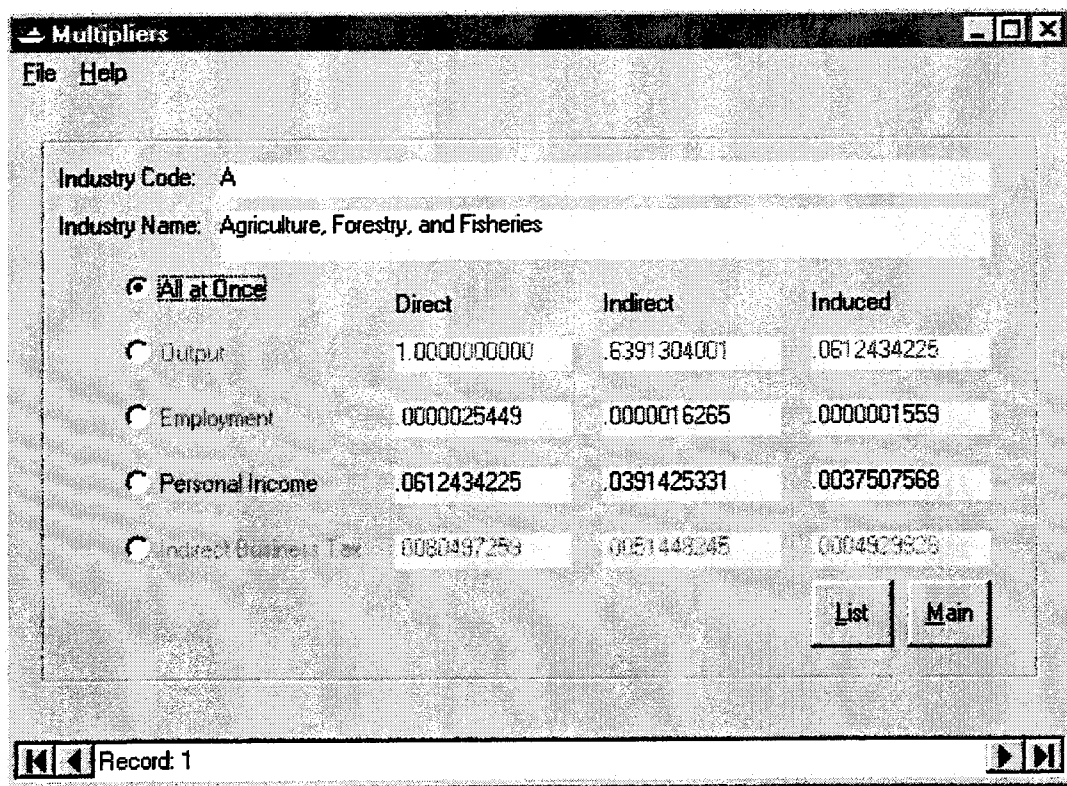 Multipliers
File Help
Industry Code: A
Industry Name: Agriculture, Forestry, and Fisheries
All at Once Direct Indirect Induced
Output 1.0000000000 .6391304001 .0612434225
Employment .0000025449 .0000016265 .0000001559
Personal Income .0612434225 .0391425331 .0037507568
Indirect Business Tax .0080497259 .0051448245
List Main
Record: 1